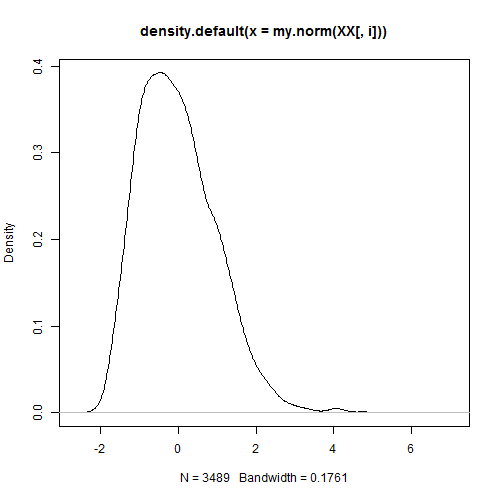 density.default(x = my.norm(XX[, i]))
Density
0.4
0.3
0.2
0.1
0.0
-2 0 2 4 6
N = 3489 Bandwidth = 0.1761